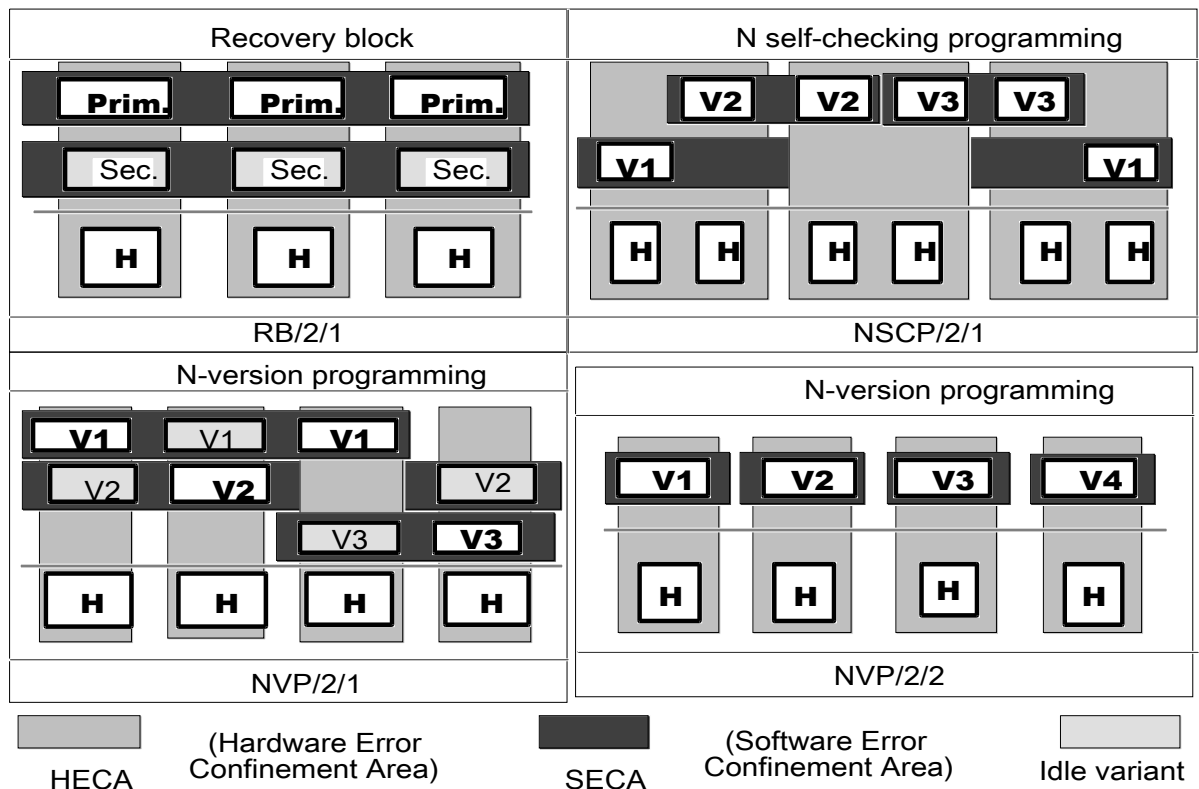 Recovery block
N self-checking programming
Prim. Prim. Prim.
Sec. Sec. Sec.
H H H
V2 V2 V3 V3
V1 V1
H H H H H H
RB/2/1
NSCP/2/1
N-version programming
N-version programming
V1 V1 V1
V2 V2 V2
V3 V3
H H H H
V1 V2 V3 V4
H H H H
NVP/2/1
NVP/2/2
(Hardware Error
Confinement Area)
HECA
(Software Error
Confinement Area)
SECA
Idle variant